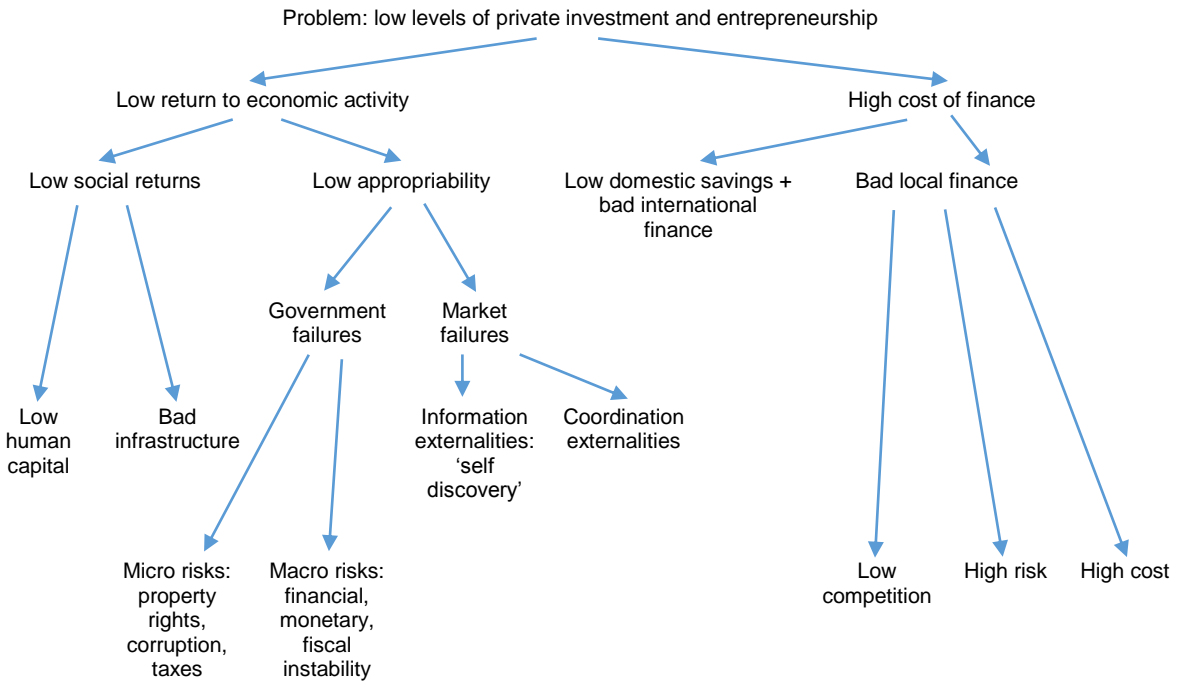 Problem: low levels of private investment and entrepreneurship
Low return to economic activity
High cost of finance
Low social returns
Low appropriability
Low domestic savings +
bad international
finance
Bad local finance
Government
failures
Market
failures
Low
human
capital
Bad
infrastructure
Information
externalities:
‘self
discovery’
Coordination
externalities
Micro risks:
property
rights,
corruption,
taxes
Macro risks:
financial,
monetary,
fiscal
instability
Low
competition
High risk
High cost